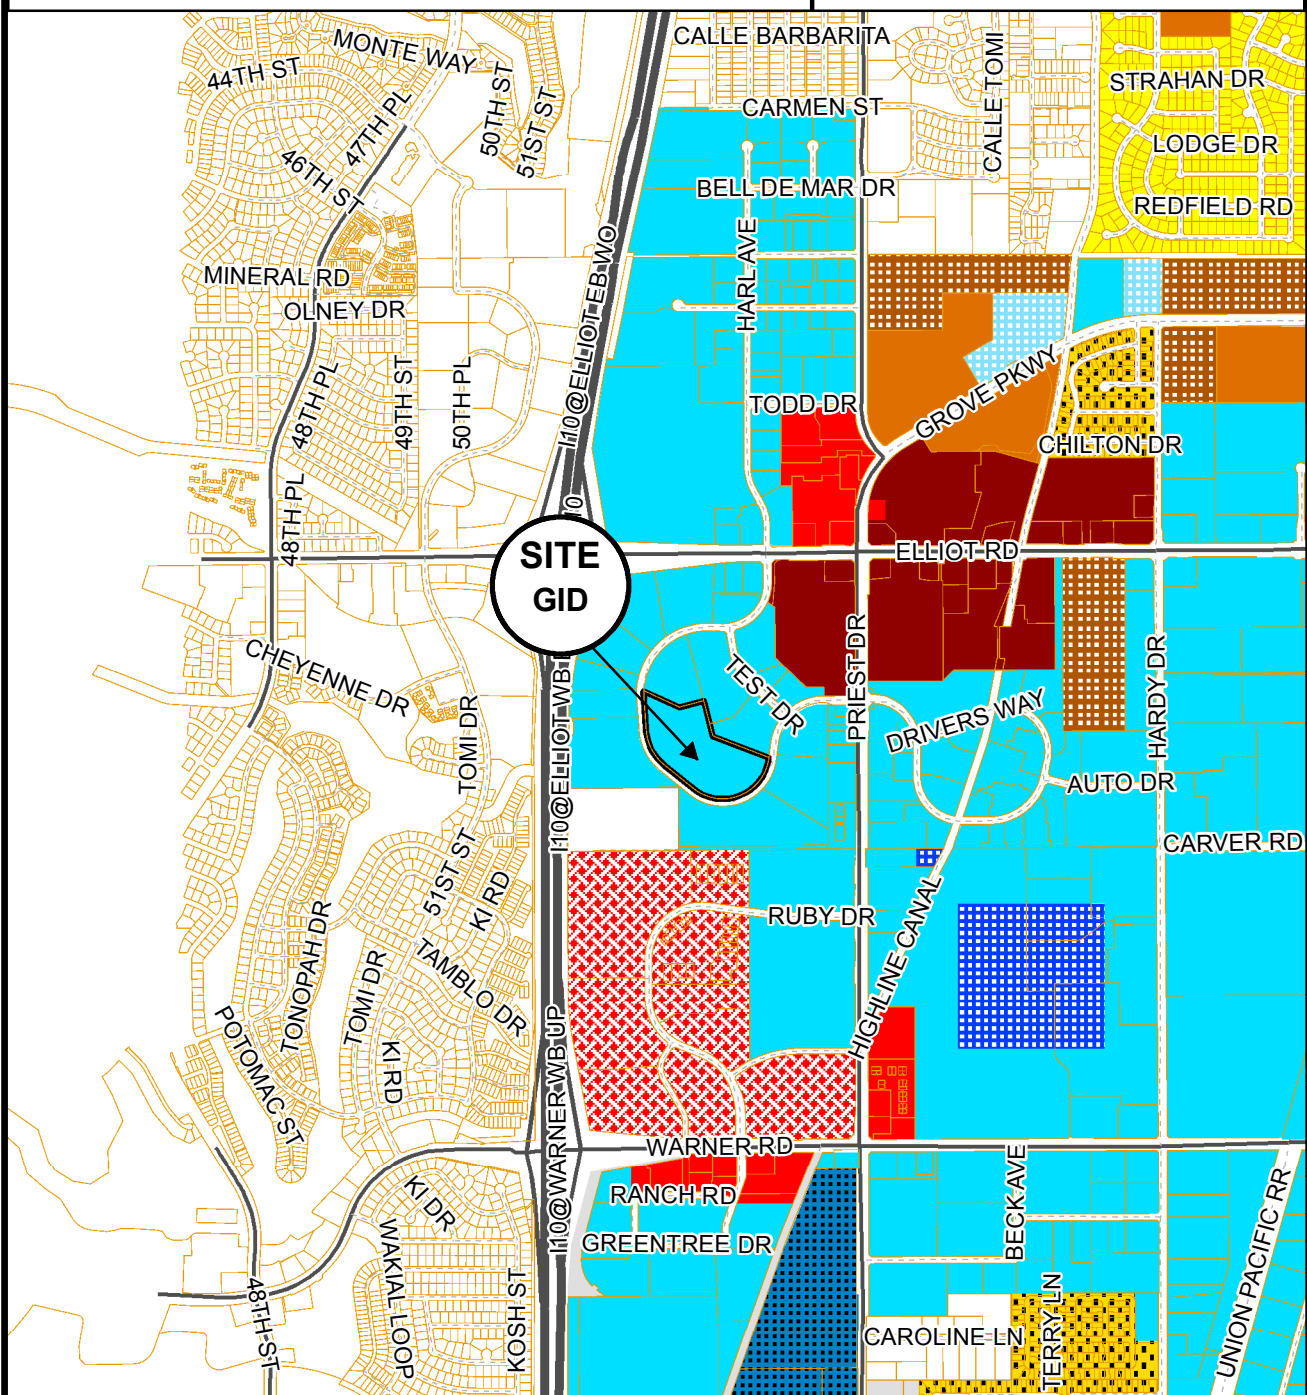 MONTE WAY
CALLE BARBARITA
44TH ST
50TH ST
CALLE TOMI
STRAHAN DR
47TH PL
51ST ST
CARMEN ST
LODGE DR
46TH ST
BELL DE MAR DR
REDFIELD RD
MINERAL RD
HARL AVE
OLNEY DR
I10@ELLIOT EB WO
48TH PL
49TH ST
50TH PL
TODD DR
GROVE PKWY
CHILTON DR
48TH PL
10
ELLIOT RD
SITE
GID
CHEYENNE DR
TOMI DR
I10@ELLIOT WB
TEST DR
PRIEST DR
DRIVERS WAY
HARDY DR
AUTO DR
CARVER RD
51ST ST
KI RD
TONOPAH DR
TOMI DR
TAMBLO DR
RUBY DR
HIGHLINE CANAL
POTOMAC ST
KI RD
I10@WARNER WB UP
WARNER RD
KI DR
RANCH RD
BECK AVE
UNION PACIFIC RR
WAKIAL LOOP
GREENTREE DR
48TH ST
KOSH ST
CAROLINE LN
TERRY LN